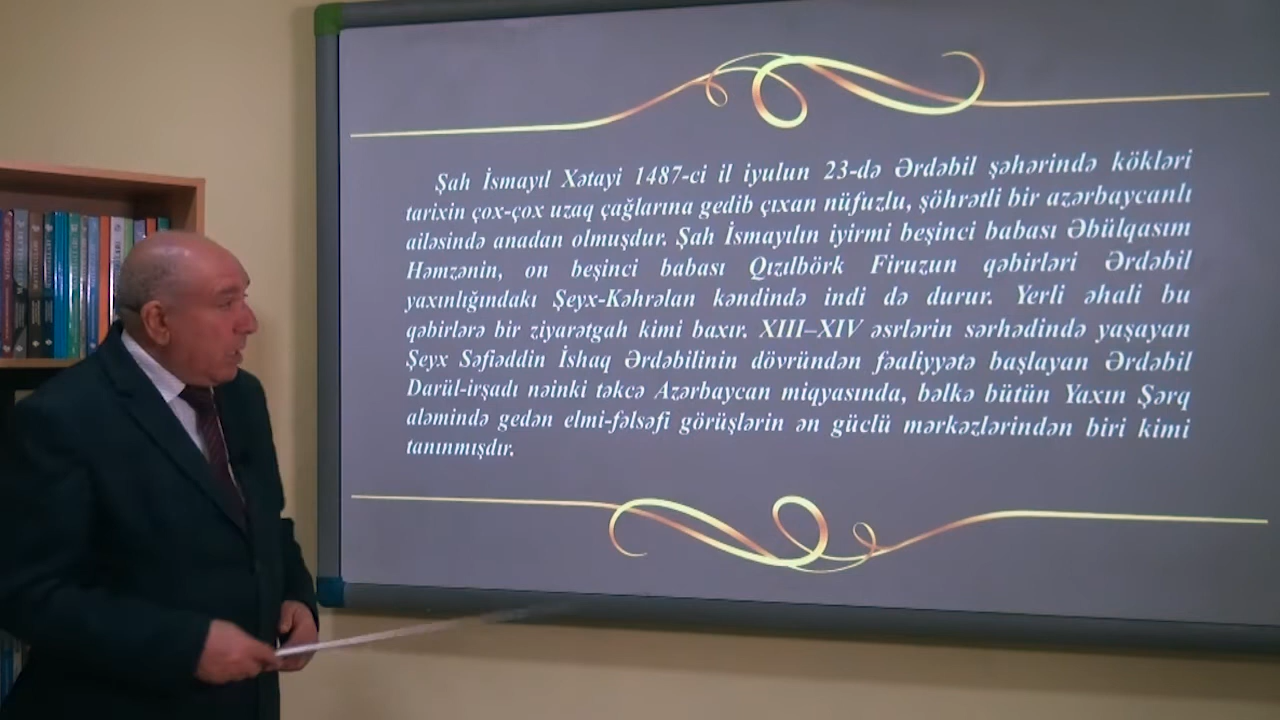 Şah İsmayıl Xətayi 1487-ci il iyulun 23-də Ərdəbil şəhərində kökləri
tarixin çox-çox uzaq çağlarına gedib çıxan nüfuzlu, şöhrətli bir azərbaycanlı
ailəsində anadan olmuşdur. Şah İsmayılın iyirmi beşinci babası Əbülqasım
Həmzənin, on beşinci babası Qızılbörk Firuzun qəbirləri Ərdəbil
yaxınlığındakı Şeyx-Kəhrəlan kəndində indi də durur. Yerli əhali bu
qəbirlərə bir ziyarətgah kimi baxır. XIII–XIV əsrlərin sərhədində yaşayan
Şeyx Səfiəddin İshaq Ərdəbilinin dövründən fəaliyyətə başlayan Ərdəbil
Darül-irşadı nəinki təkcə Azərbaycan miqyasında, bəlkə bütün Yaxın Şərq
aləmində gedən elmi-fəlsəfi görüşlərin ən güclü mərkəzlərindən biri kimi
tanınmışdır.